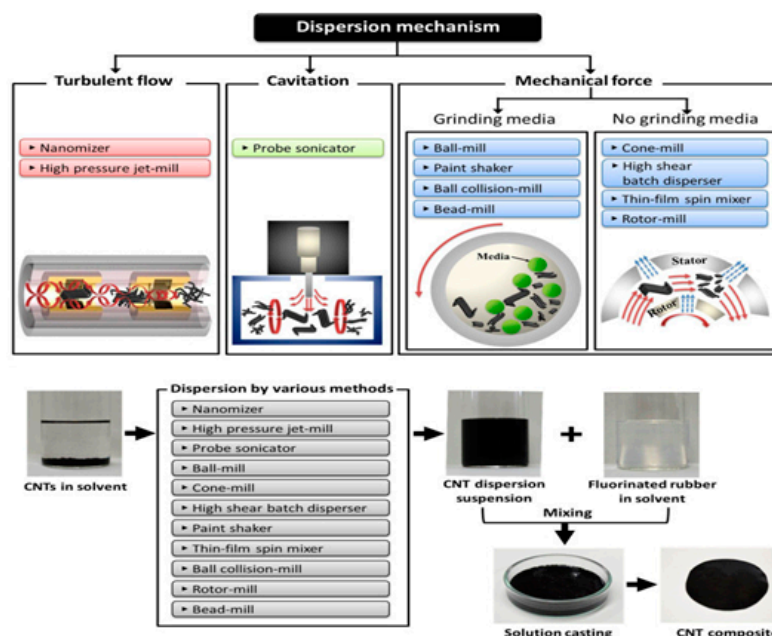 Dispersion mechanism
Turbulent flow
Nanomizer
High pressure jet-mill
Cavitation
Probe sonicator
Mechanical force
Grinding media
Ball-mill
Paint shaker
Ball collision-mill
Bead-mill
Media
No grinding media
Cone-mill
High shear
batch disperser
Thin-film spin mixer
Rotor-mill
Stator
Rotor
CNTs in solvent
Dispersion by various methods
Nanomizer
High pressure jet-mill
Probe sonicator
Ball-mill
Cone-mill
High shear batch disperser
Paint shaker
Thin-film spin mixer
Ball collision-mill
Rotor-mill
Bead-mill
CNT dispersion
suspension
+
Fluorinated rubber
in solvent
Mixing
Solution casting
CNT composite